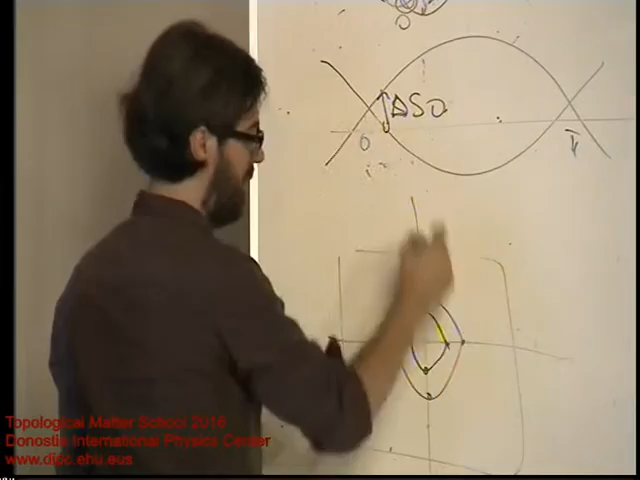 ΔSO
0
Topological Matter School 2016
Donostia International Physics Center
www.dipc.ehu.eus